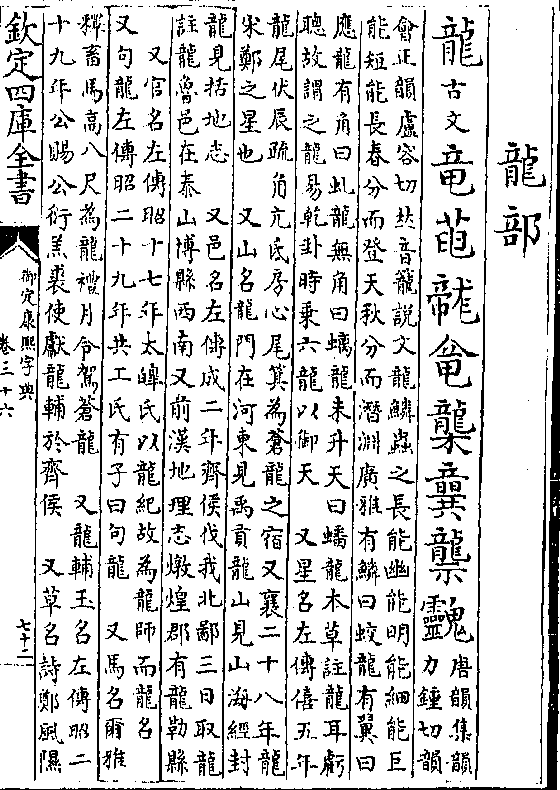 龍部
龍古文竜唐韻集韻
力鍾切韻
會正韻盧容切𠀤音籠說文龍鱗蟲之長能幽能明能細能巨
能短能長春分而登天秋分而潛淵廣雅有鱗曰蛟龍有翼曰
應龍有角曰虬龍無角曰螭龍未升天曰蟠龍本草註龍耳虧
聰故謂之龍易乾卦時乘六龍以御天 又星名左傳僖五年
龍尾伏辰疏角亢氐房心尾箕為蒼龍之宿又襄二十八年龍
宋鄭之星也 又山名龍門在河東見禹貢龍山見山海經封
龍見括地志 又邑名左傳成二年齊侯伐我北鄙三日取龍
註龍魯邑在泰山博縣西南又前漢地理志燉煌郡有龍勒縣
又官名左傳昭十七年太皥氏以龍紀故為龍師而龍名
又句龍左傳昭二十九年共工氏有子曰句龍 又馬名爾雅
釋畜馬高八尺為龍禮月令駕蒼龍 又龍輔玉名左傳昭二
十九年公賜公衍羔裘使獻龍輔於齊侯 又草名詩鄭風隰
欽定四庫全書
御定康熙字典
卷三十六
七十二